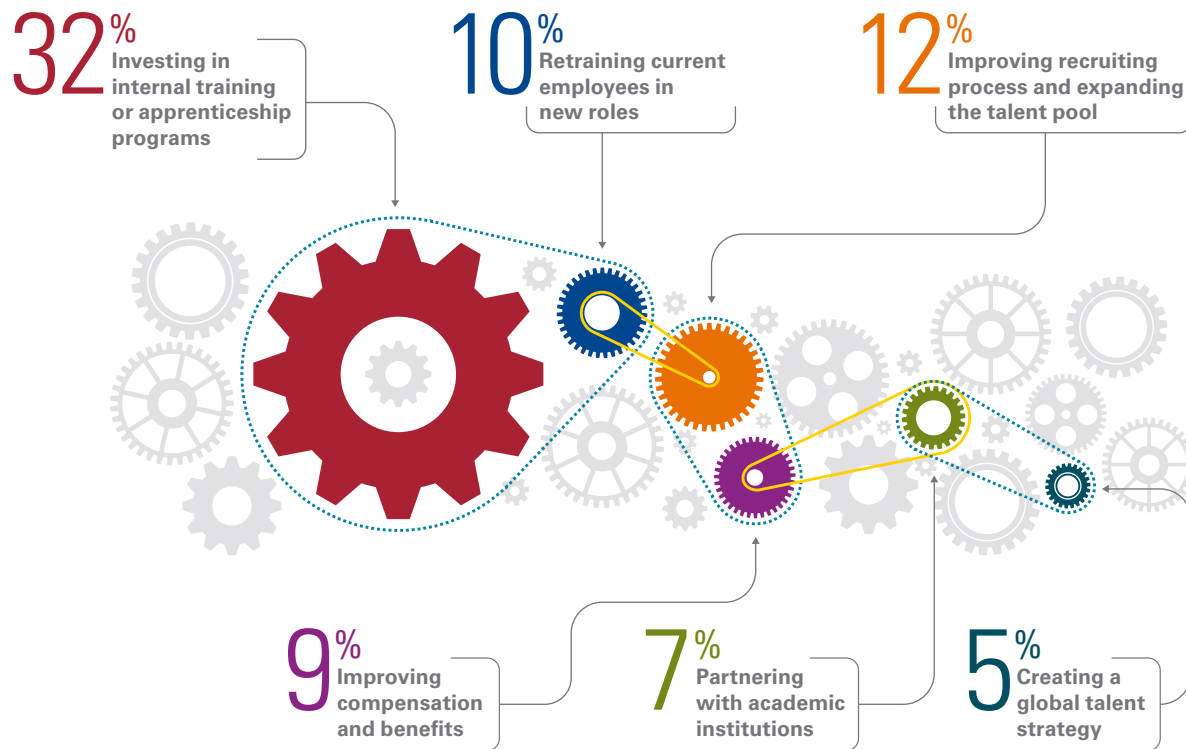 32%
Investing in
internal training
or apprenticeship
programs
10%
Retraining current
employees in
new roles
12%
Improving recruiting
process and expanding
the talent pool
9%
Improving
compensation
and benefits
7%
Partnering
with academic
institutions
5%
Creating a
global talent
strategy